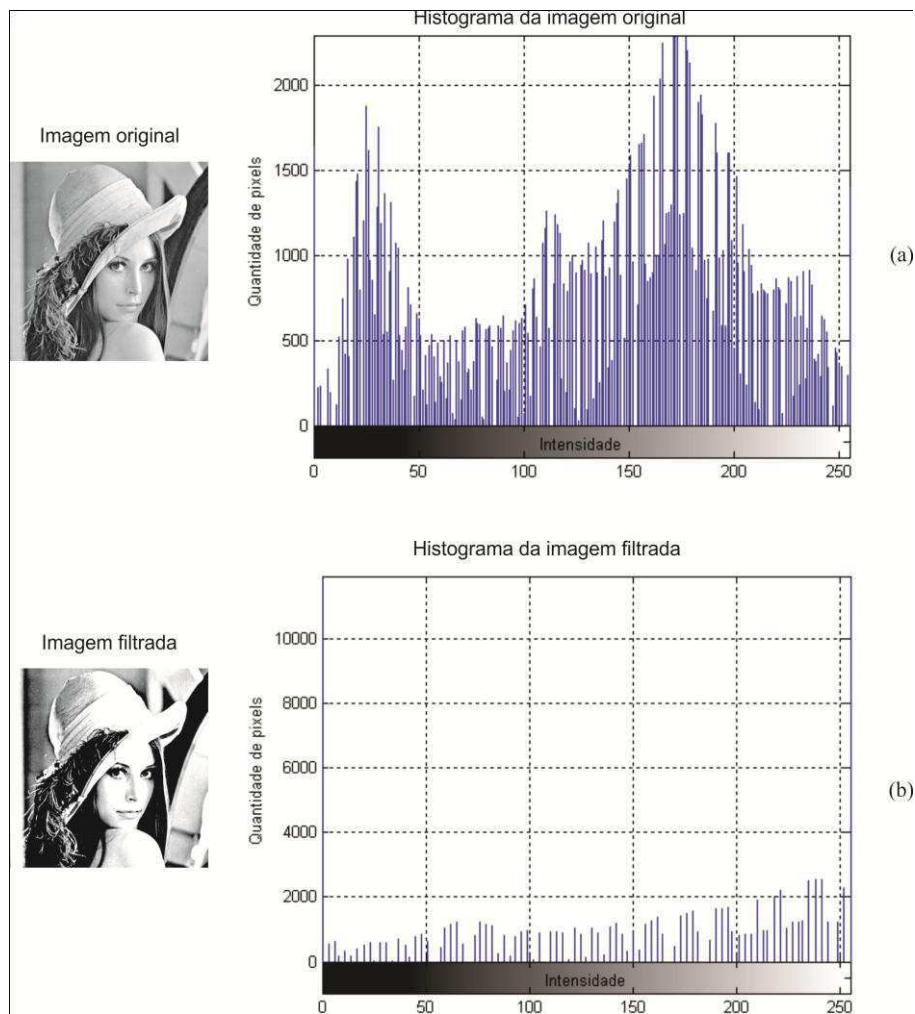 Histograma da imagem original
Imagem original
Quantidade de pixels
2000
1500
1000
500
0
Intensidade
0 50 100 150 200 250
(a)
Histograma da imagem filtrada
Imagem filtrada
Quantidade de pixels
10000
8000
6000
4000
2000
0
Intensidade
0 50 100 150 200 250
(b)